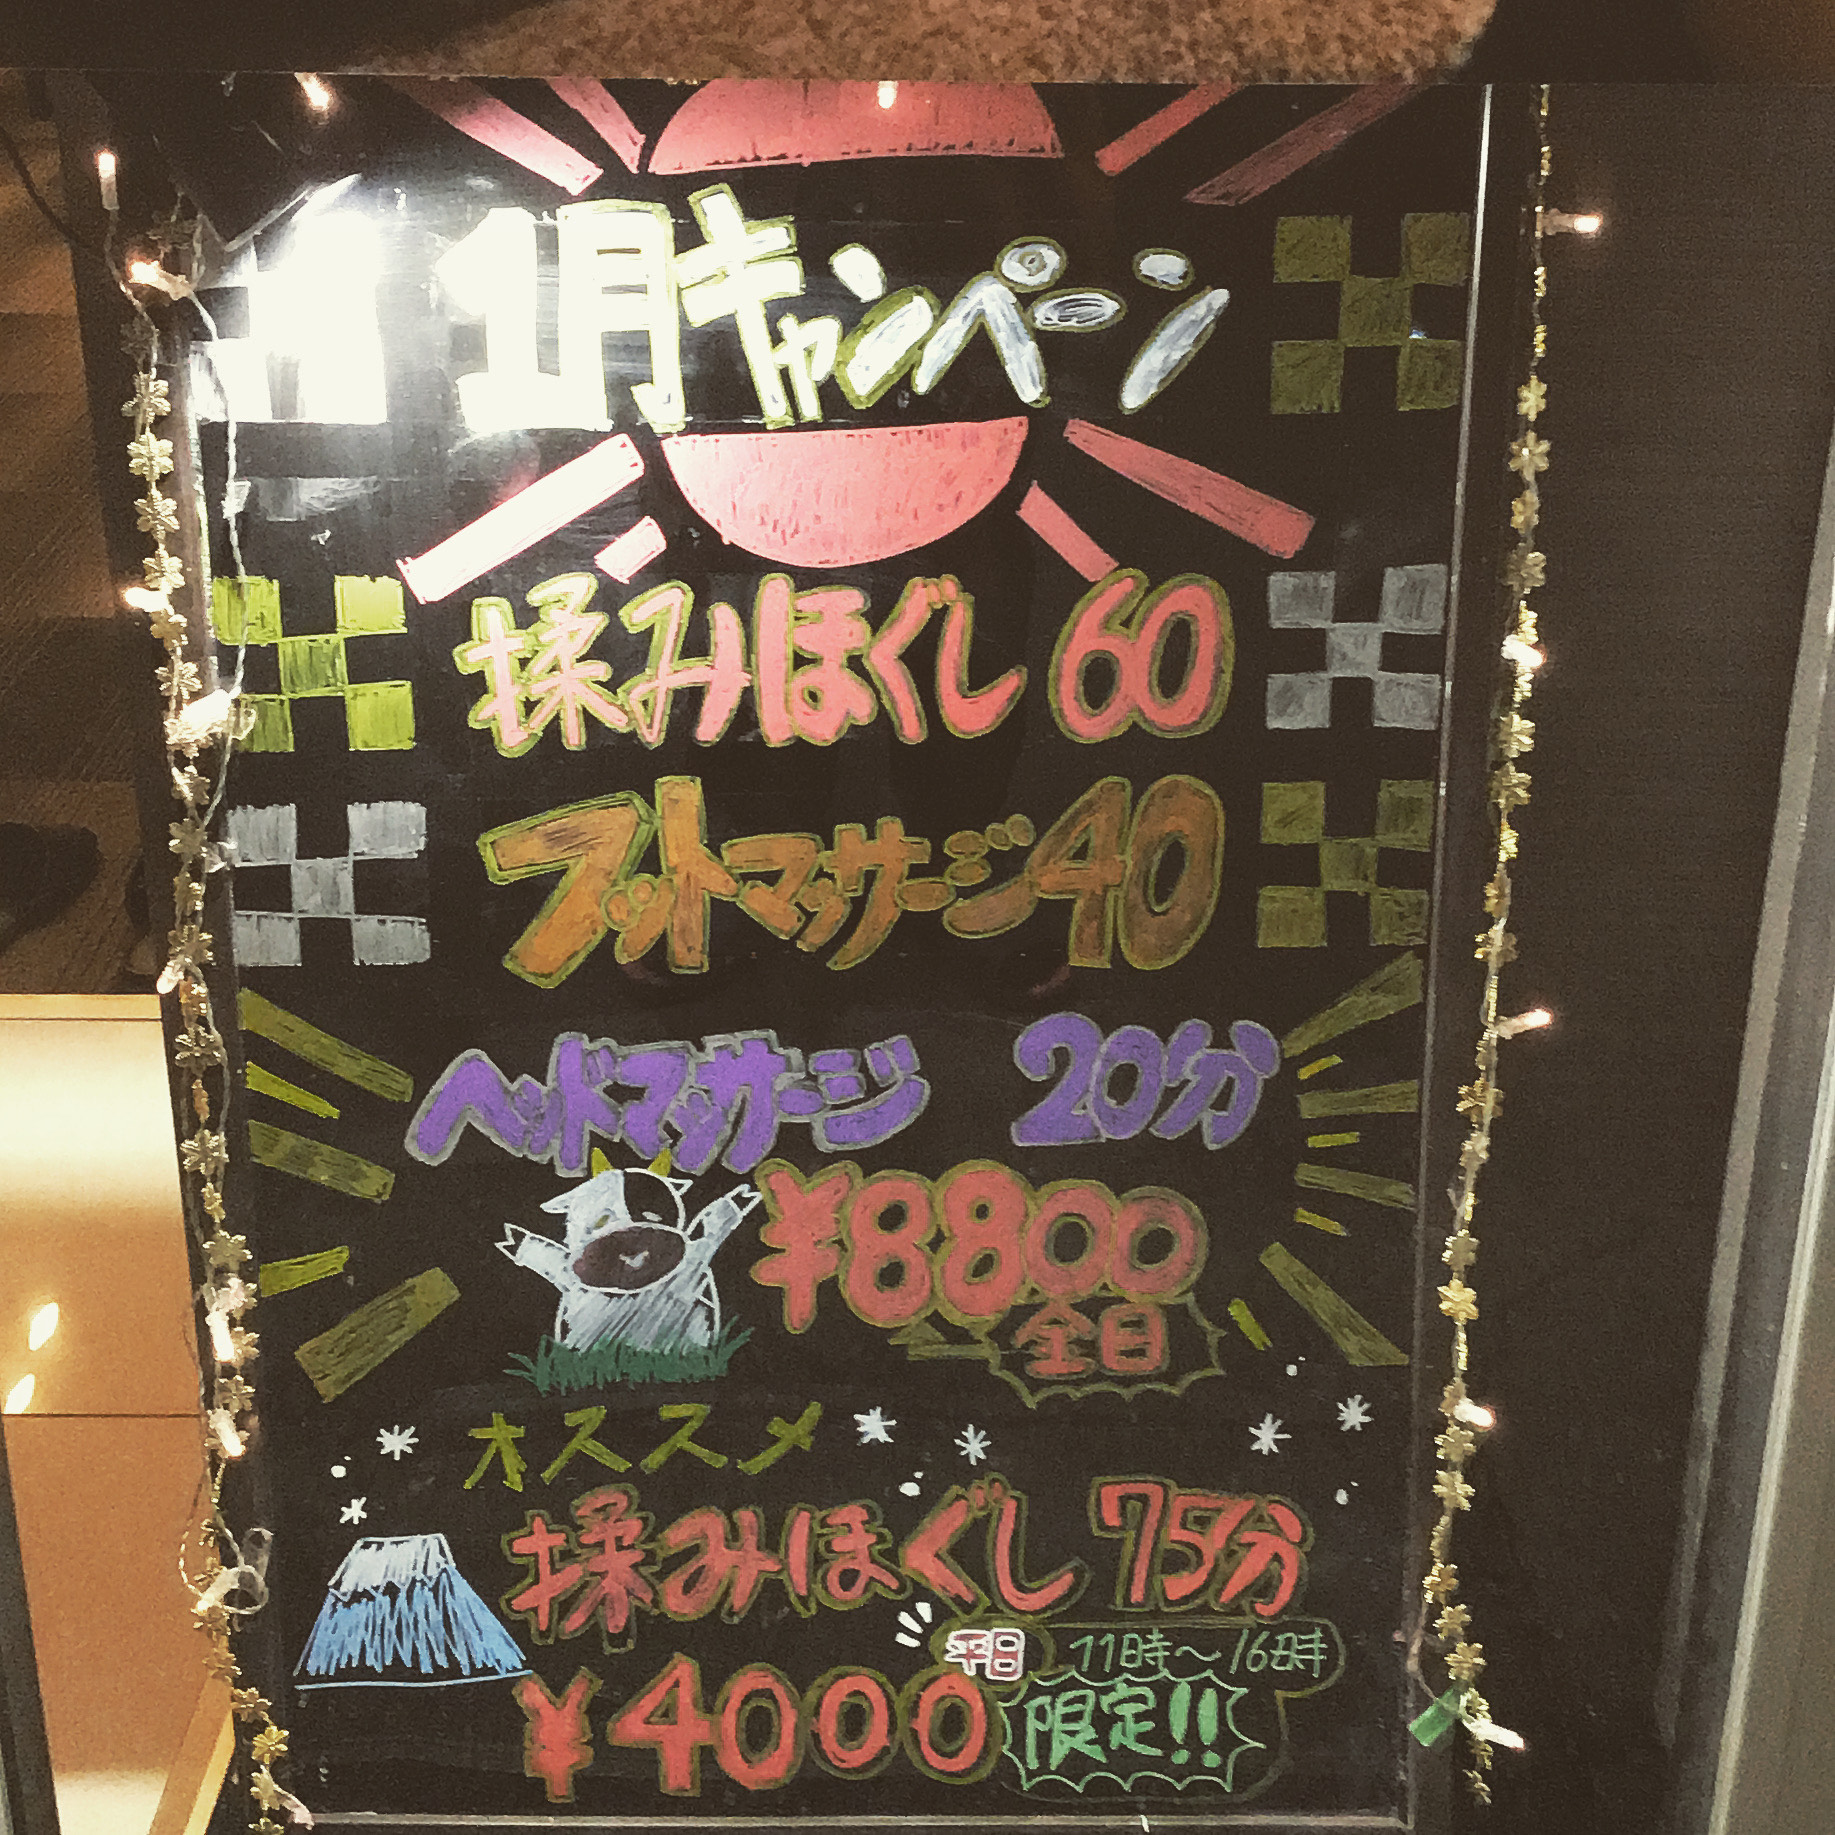 1月キャンペーン
揉みほぐし 60
フットマッサージ40
ヘッドマッサージ 20分
¥8800
全日
オススメ
揉みほぐし 75分
平日 11時〜16時
¥4000 限定!!